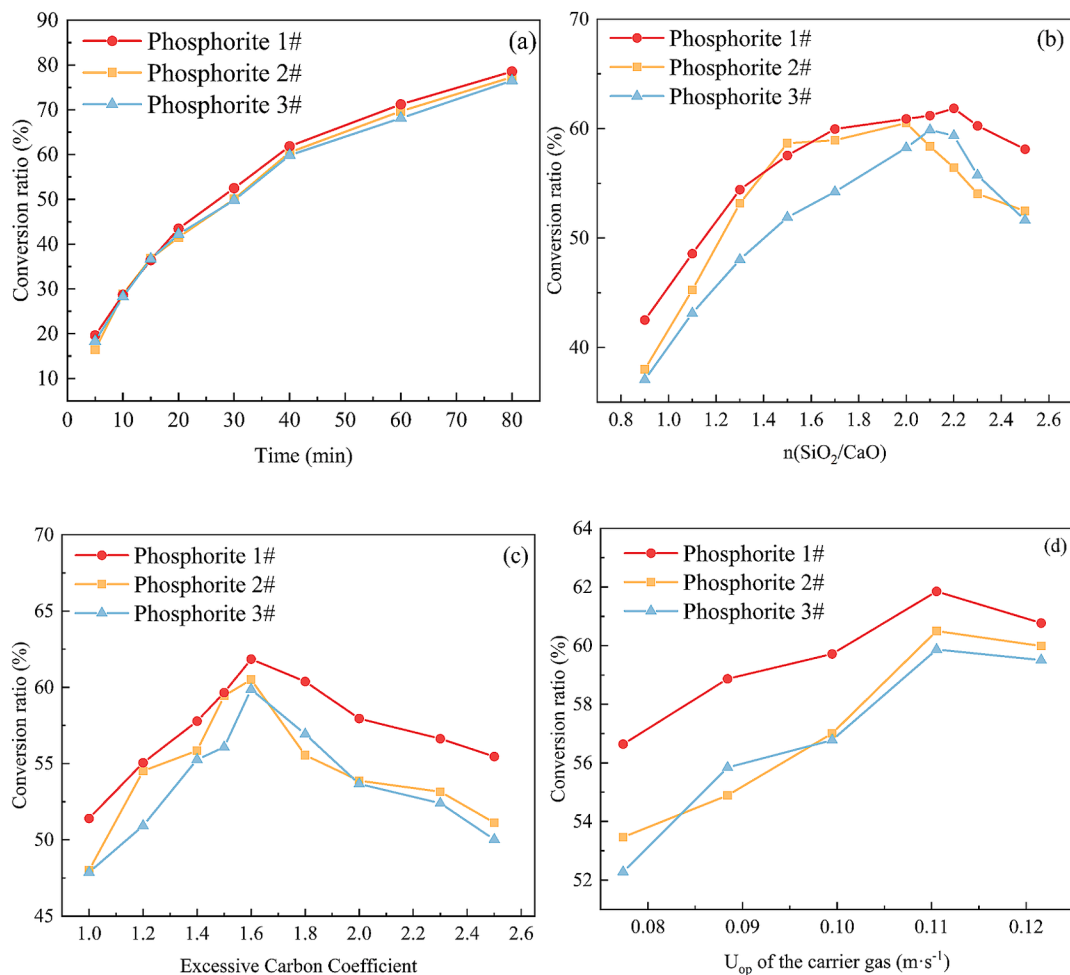 (a)
Phosphorite 1#
Phosphorite 2#
Phosphorite 3#
Conversion ratio (%)
90
80
70
60
50
40
30
20
10
0 10 20 30 40 50 60 70 80
Time (min)
(b)
Phosphorite 1#
Phosphorite 2#
Phosphorite 3#
Conversion ratio (%)
70
60
50
40
0.8 1.0 1.2 1.4 1.6 1.8 2.0 2.2 2.4 2.6
n(SiO₂/CaO)
(c)
Phosphorite 1#
Phosphorite 2#
Phosphorite 3#
Conversion ratio (%)
70
65
60
55
50
45
1.0 1.2 1.4 1.6 1.8 2.0 2.2 2.4 2.6
Excessive Carbon Coefficient
(d)
Phosphorite 1#
Phosphorite 2#
Phosphorite 3#
Conversion ratio (%)
64
62
60
58
56
54
52
0.08 0.09 0.10 0.11 0.12
Uop of the carrier gas (m·s⁻¹)